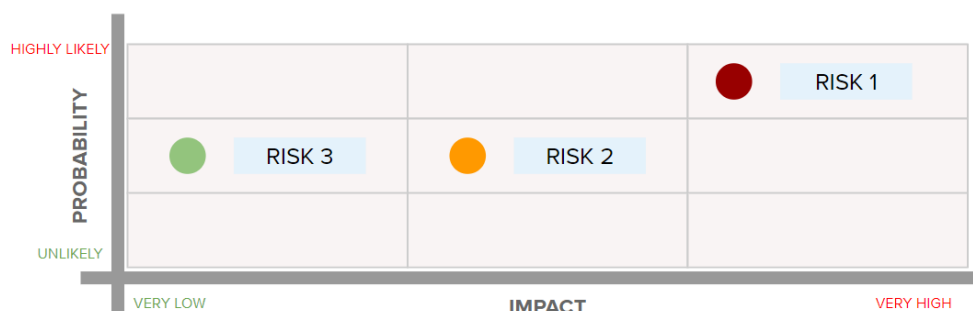 HIGHLY LIKELY
RISK 1
PROBABILITY
RISK 3
RISK 2
UNLIKELY
VERY LOW
IMPACT
VERY HIGH